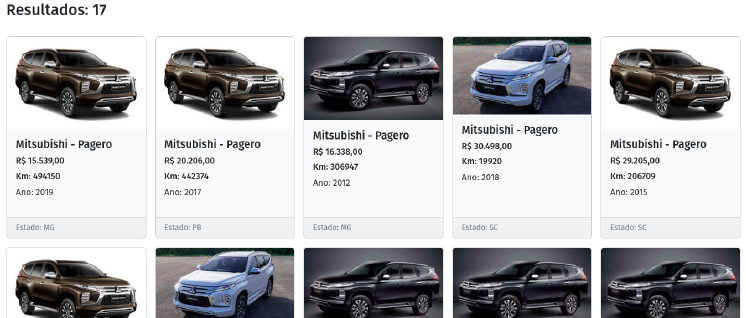 Resultados: 17
Mitsubishi - Pagero
R$ 15.539,00
Km: 494150
Ano: 2019
Estado: MG
Mitsubishi - Pagero
R$ 20.206,00
Km: 442374
Ano: 2017
Estado: PB
Mitsubishi - Pagero
R$ 16.338,00
Km: 306947
Ano: 2012
Estado: MG
Mitsubishi - Pagero
R$ 30.498,00
Km: 19920
Ano: 2018
Estado: SC
Mitsubishi - Pagero
R$ 29.205,00
Km: 206709
Ano: 2015
Estado: SC